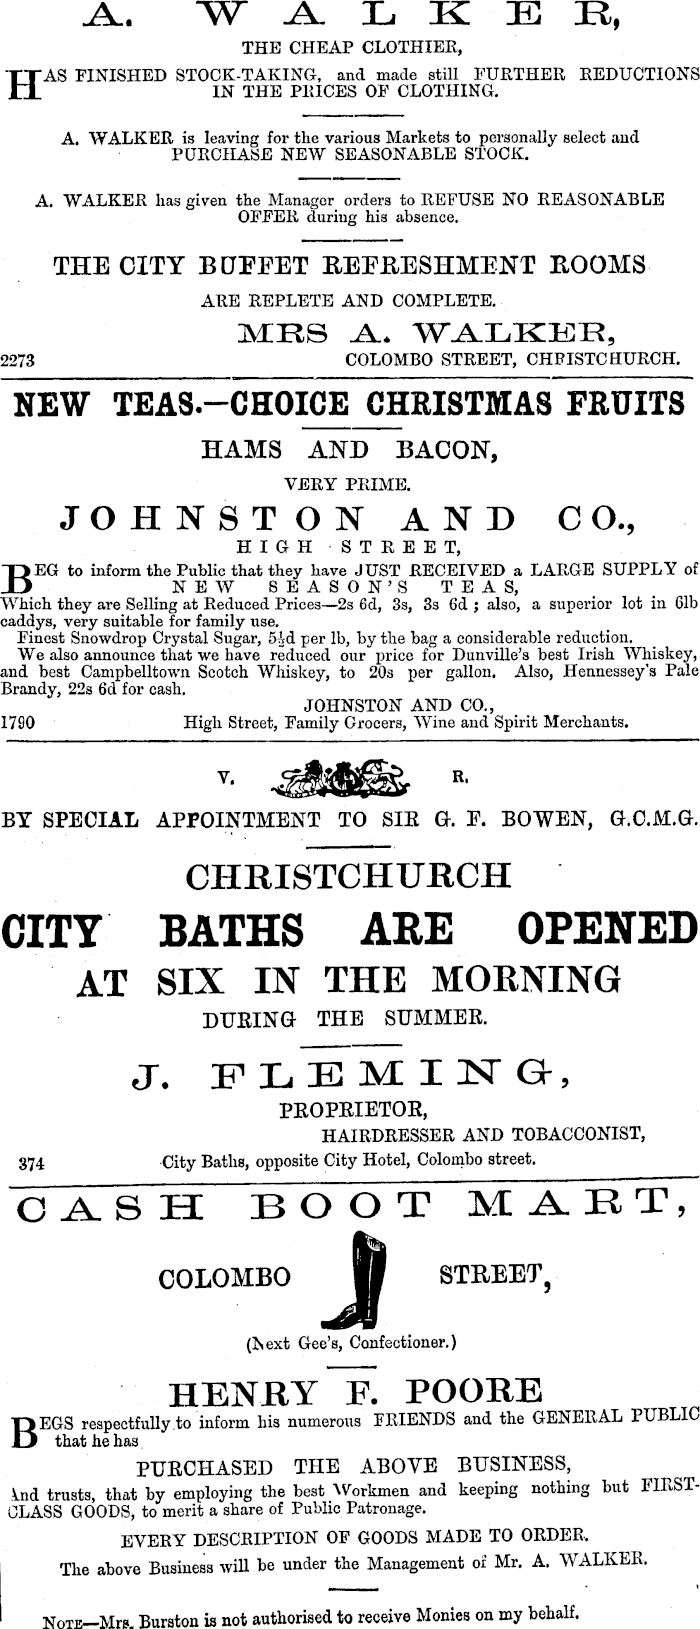 A. WALKER,
THE CHEAP CLOTHIER,
HAS FINISHED STOCK-TAKING, and made still FURTHER REDUCTIONS
IN THE PRICES OF CLOTHING.
A. WALKER is leaving for the various Markets to personally select and
PURCHASE NEW SEASONABLE STOCK.
A. WALKER has given the Manager orders to REFUSE NO REASONABLE
OFFER during his absence.
THE CITY BUFFET REFRESHMENT ROOMS
ARE REPLETE AND COMPLETE.
MRS A. WALKER,
2273 COLOMBO STREET, CHRISTCHURCH.
NEW TEAS.—CHOICE CHRISTMAS FRUITS
HAMS AND BACON,
VERY PRIME.
JOHNSTON AND CO.,
HIGH STREET,
BEG to inform the Public that they have JUST RECEIVED a LARGE SUPPLY of
NEW SEASON'S TEAS,
Which they are Selling at Reduced Prices—2s 6d, 3s, 3s 6d; also, a superior lot in 6lb
caddys, very suitable for family use.
Finest Snowdrop Crystal Sugar, 5½d per lb, by the bag a considerable reduction.
We also announce that we have reduced our price for Dunville's best Irish Whiskey,
and best Campbelltown Scotch Whiskey, to 20s per gallon. Also, Hennessey's Pale
Brandy, 22s 6d for cash.
JOHNSTON AND CO.,
1790 High Street, Family Grocers, Wine and Spirit Merchants.
V. R.
BY SPECIAL APPOINTMENT TO SIR G. F. BOWEN, G.C.M.G.
CHRISTCHURCH
CITY BATHS ARE OPENED
AT SIX IN THE MORNING
DURING THE SUMMER.
J. FLEMING,
PROPRIETOR,
HAIRDRESSER AND TOBACCONIST,
374 City Baths, opposite City Hotel, Colombo street.
CASH BOOT MART,
COLOMBO STREET,
(Next Gee's, Confectioner.)
HENRY F. POORE
BEGS respectfully to inform his numerous FRIENDS and the GENERAL PUBLIC
that he has
PURCHASED THE ABOVE BUSINESS,
And trusts, that by employing the best Workmen and keeping nothing but FIRST-
CLASS GOODS, to merit a share of Public Patronage.
EVERY DESCRIPTION OF GOODS MADE TO ORDER.
The above Business will be under the Management of Mr. A. WALKER.
NOTE—Mrs. Burston is not authorised to receive Monies on my behalf.